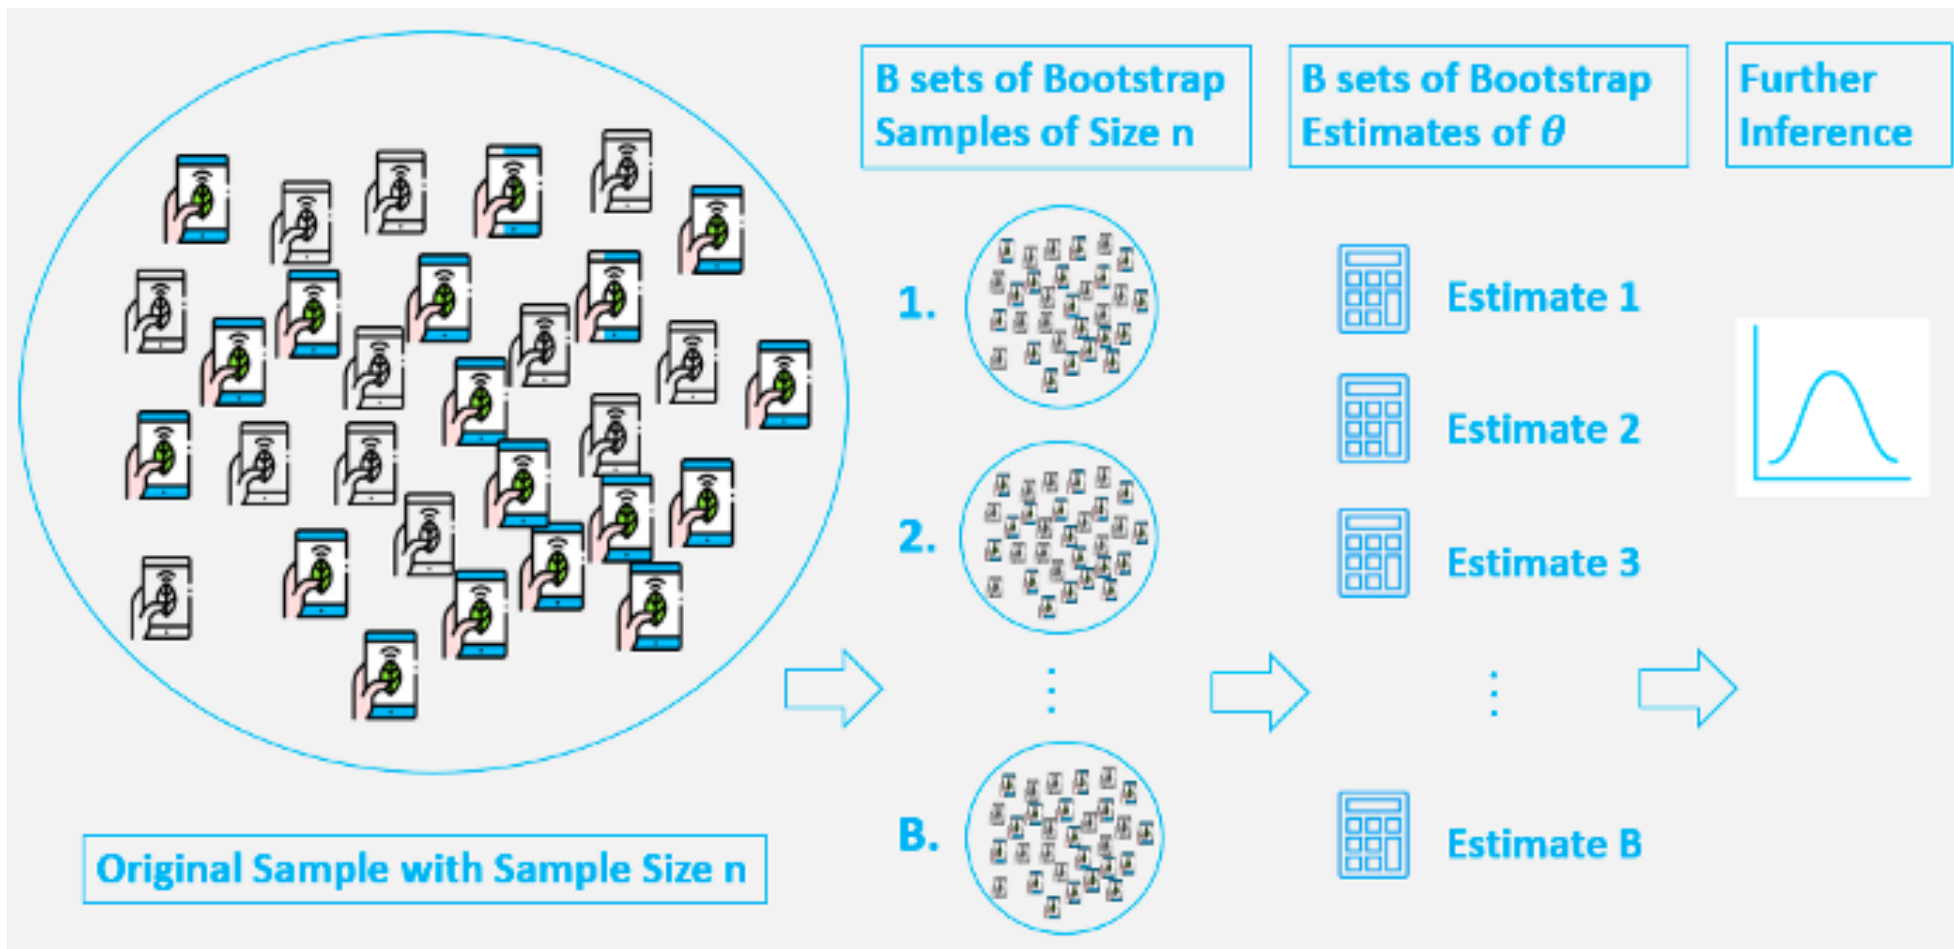 B sets of Bootstrap
Samples of Size n
B sets of Bootstrap
Estimates of θ
Further
Inference
1.
Estimate 1
Estimate 2
2.
Estimate 3
⋮
⋮
B.
Estimate B
Original Sample with Sample Size n